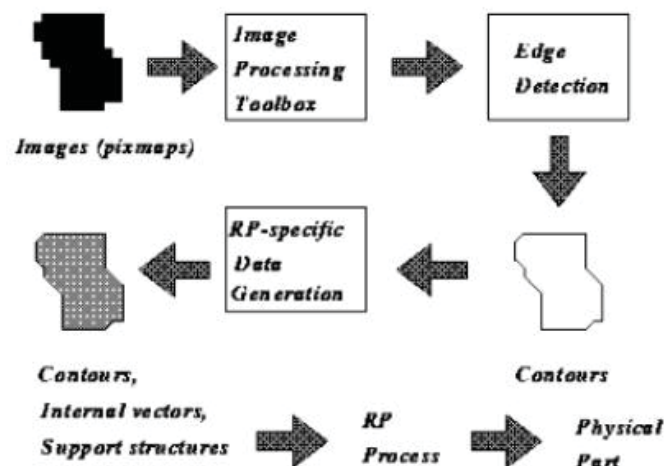 Image
Processing
Toolbox
Edge
Detection
Images (pixmaps)
RP-specific
Data
Generation
Contours,
Internal vectors,
Support structures
Contours
RP
Process
Physical
Part